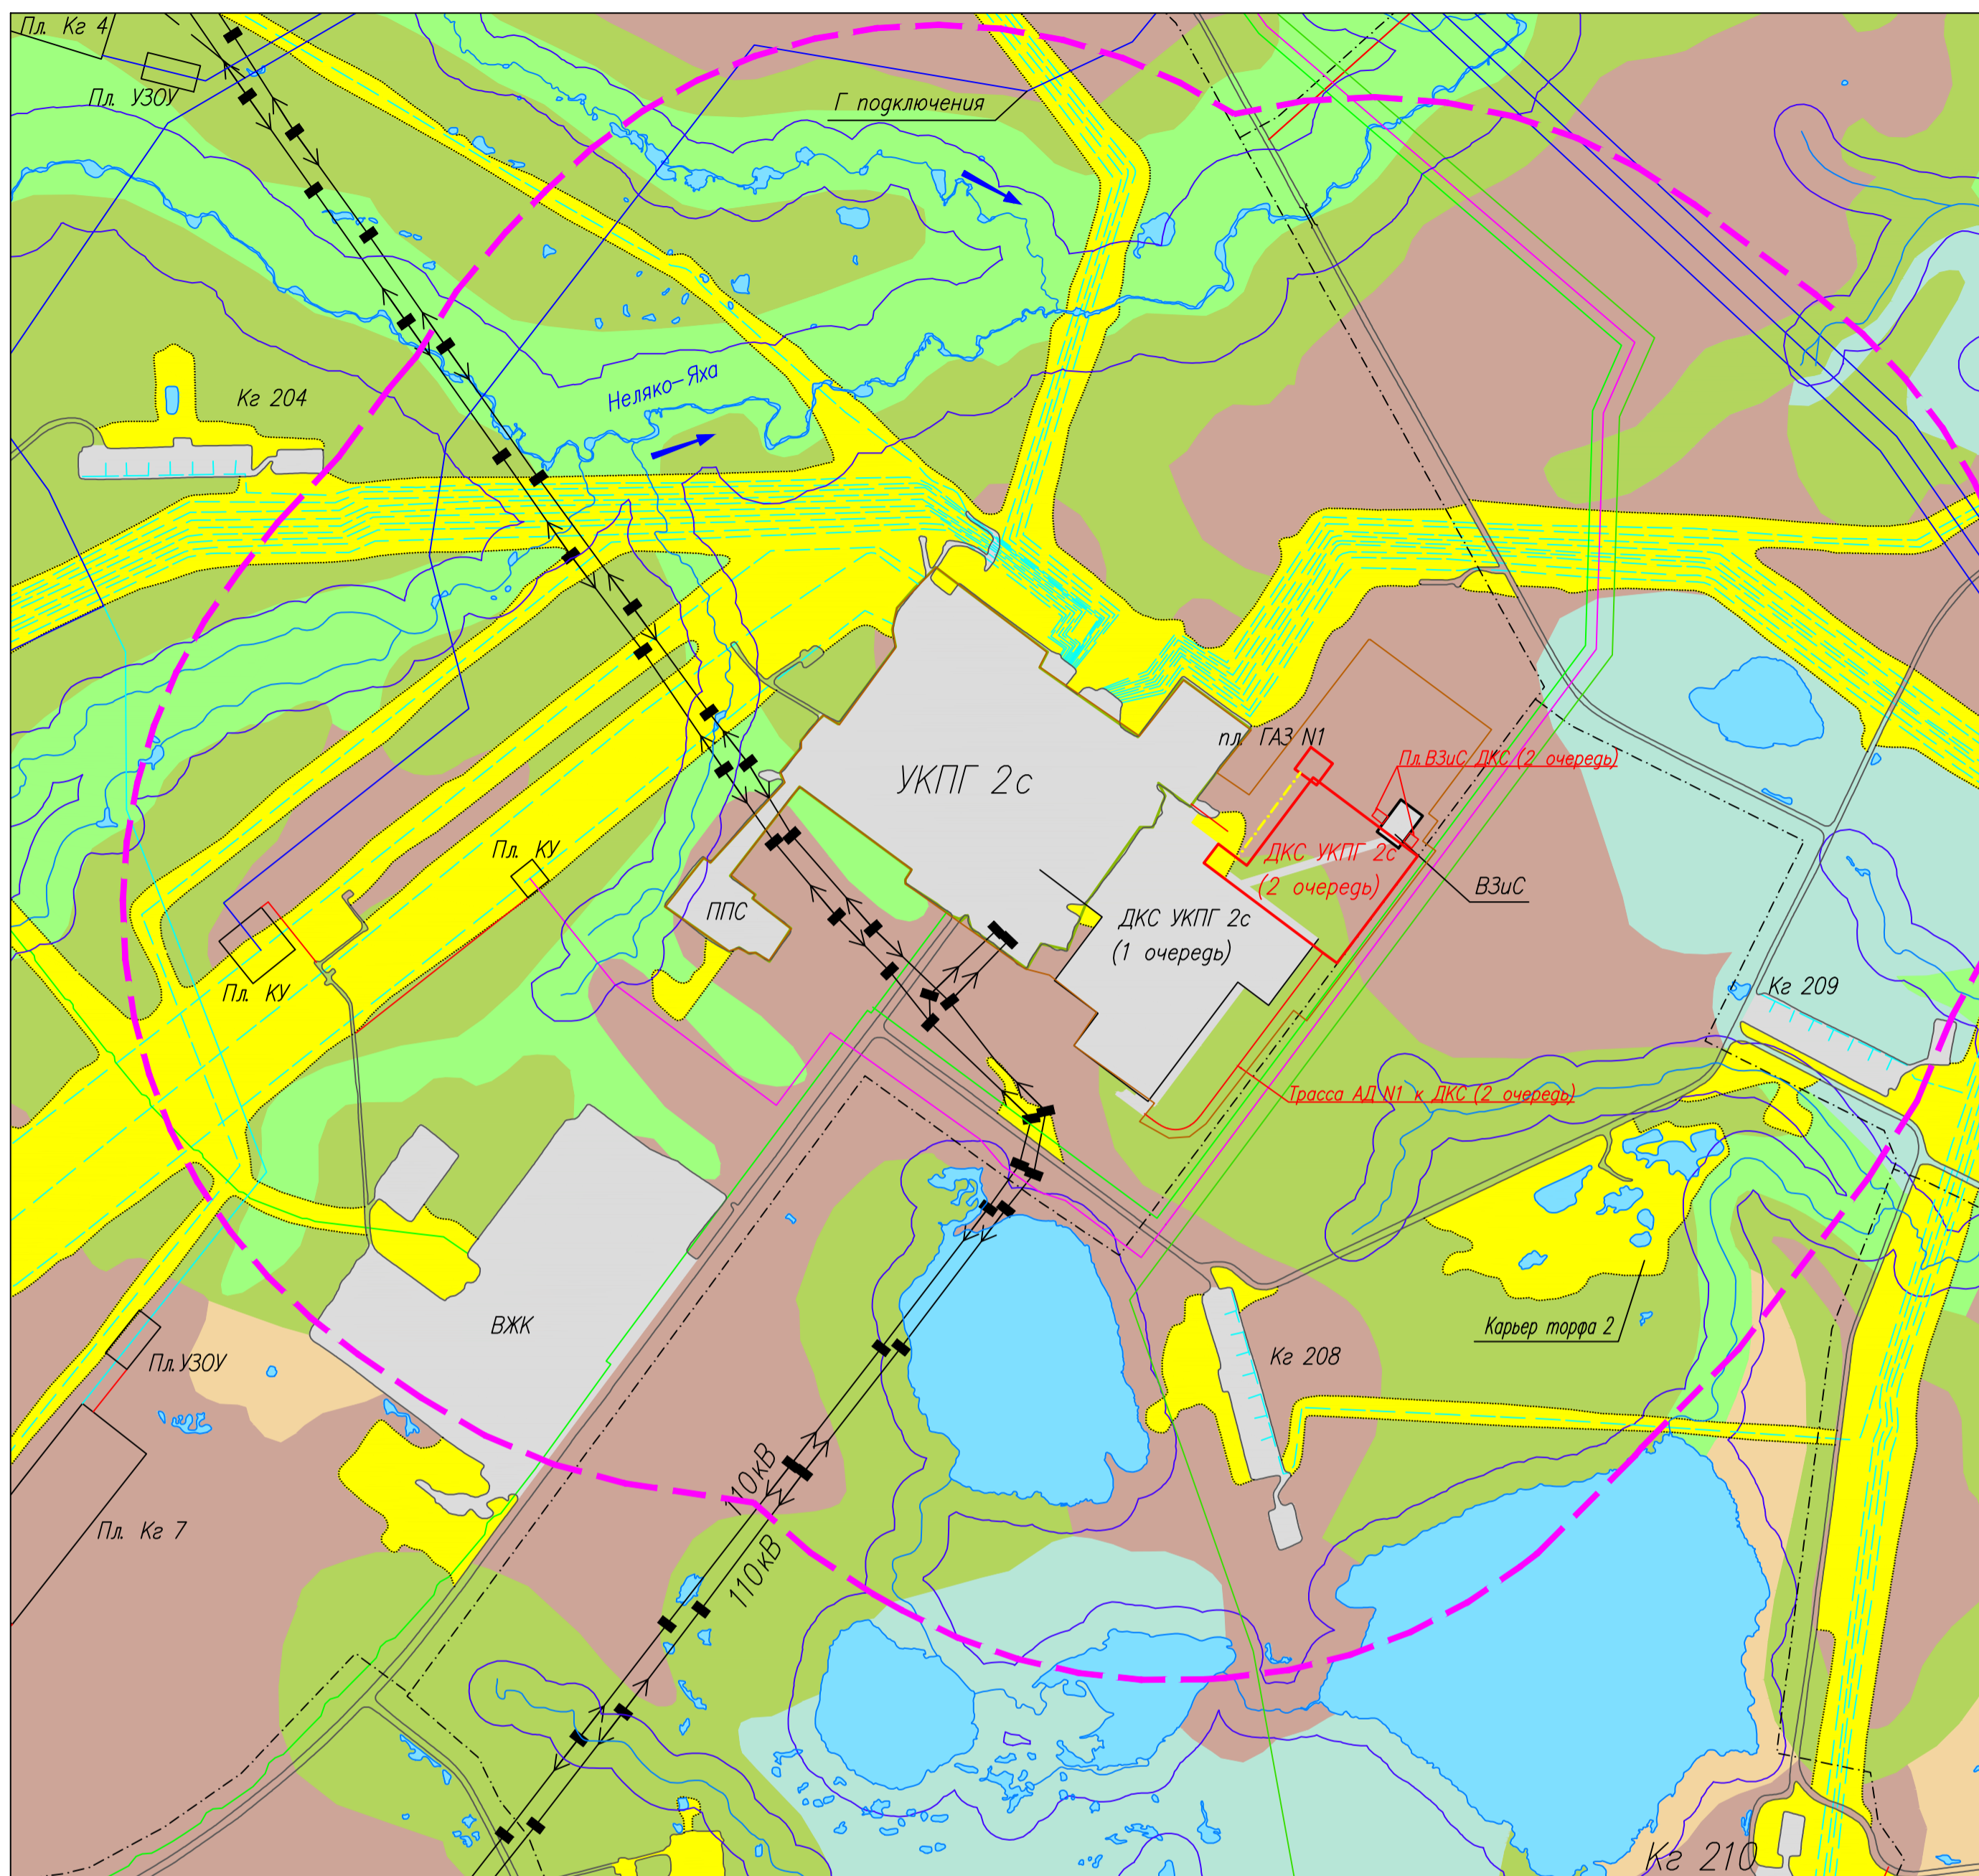 Пл. Кг 4
Пл. УЗОУ
Г подключения
Кг 204
Неляко-Яха
пл. ГАЗ N1
Пл.ВЗиС ДКС (2 очередь)
УКПГ 2с
Пл. КУ
ДКС УКПГ 2с
(2 очередь)
ВЗиС
ППС
ДКС УКПГ 2с
(1 очередь)
Пл. КУ
Кг 209
Трасса АД N1 к ДКС (2 очередь)
ВЖК
Карьер торфа 2
Кг 208
Пл.УЗОУ
110кВ
110кВ
Пл. Кг 7
Кг 210